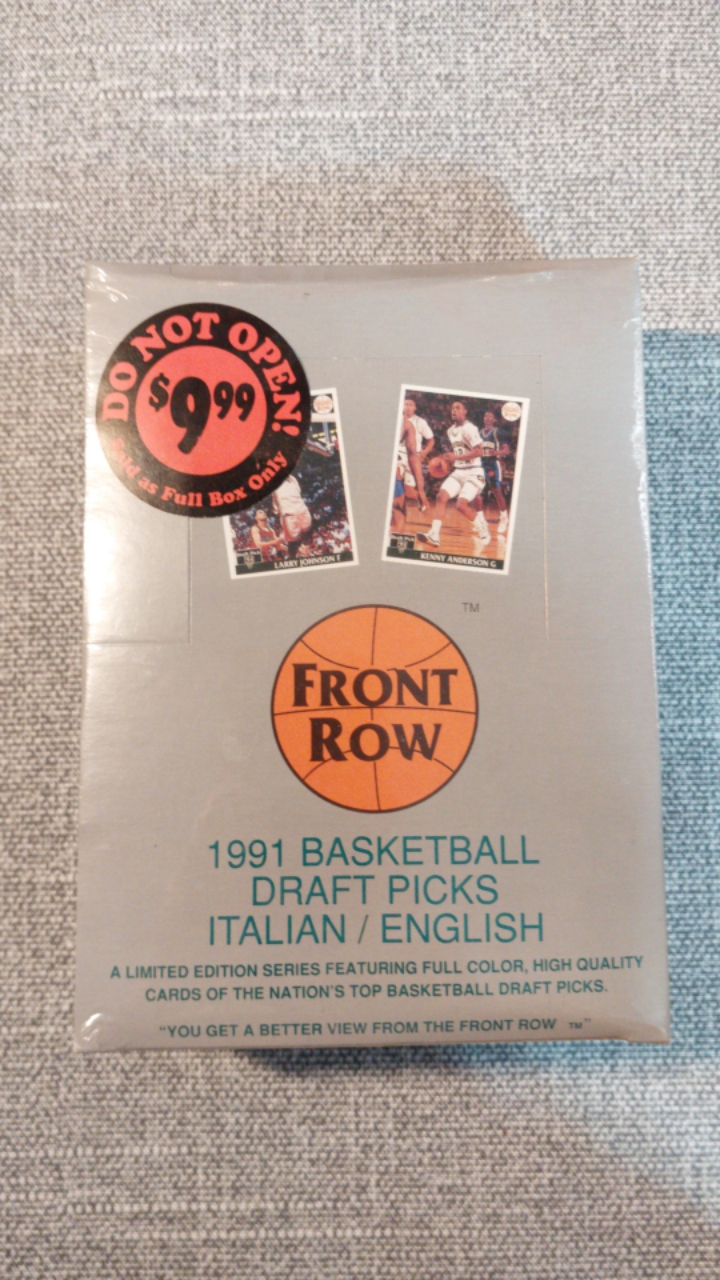 DO NOT OPEN!
$9.99
Sold as Full Box Only
LARRY JOHNSON F
KENNY ANDERSON G
TM
FRONT
ROW
1991 BASKETBALL
DRAFT PICKS
ITALIAN / ENGLISH
A LIMITED EDITION SERIES FEATURING FULL COLOR, HIGH QUALITY
CARDS OF THE NATION'S TOP BASKETBALL DRAFT PICKS.
"YOU GET A BETTER VIEW FROM THE FRONT ROW TM"